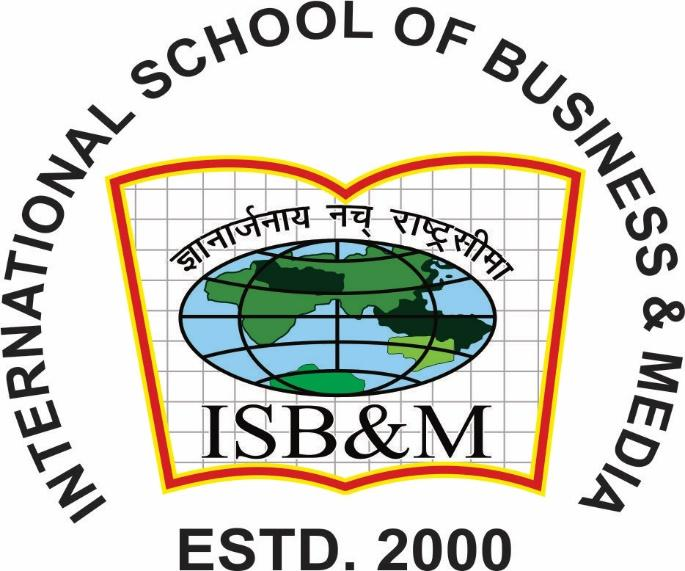 INTERNATIONAL SCHOOL OF BUSINESS & MEDIA
ज्ञानार्जनाय नच् राष्ट्रसीमा
ISB&M
ESTD. 2000